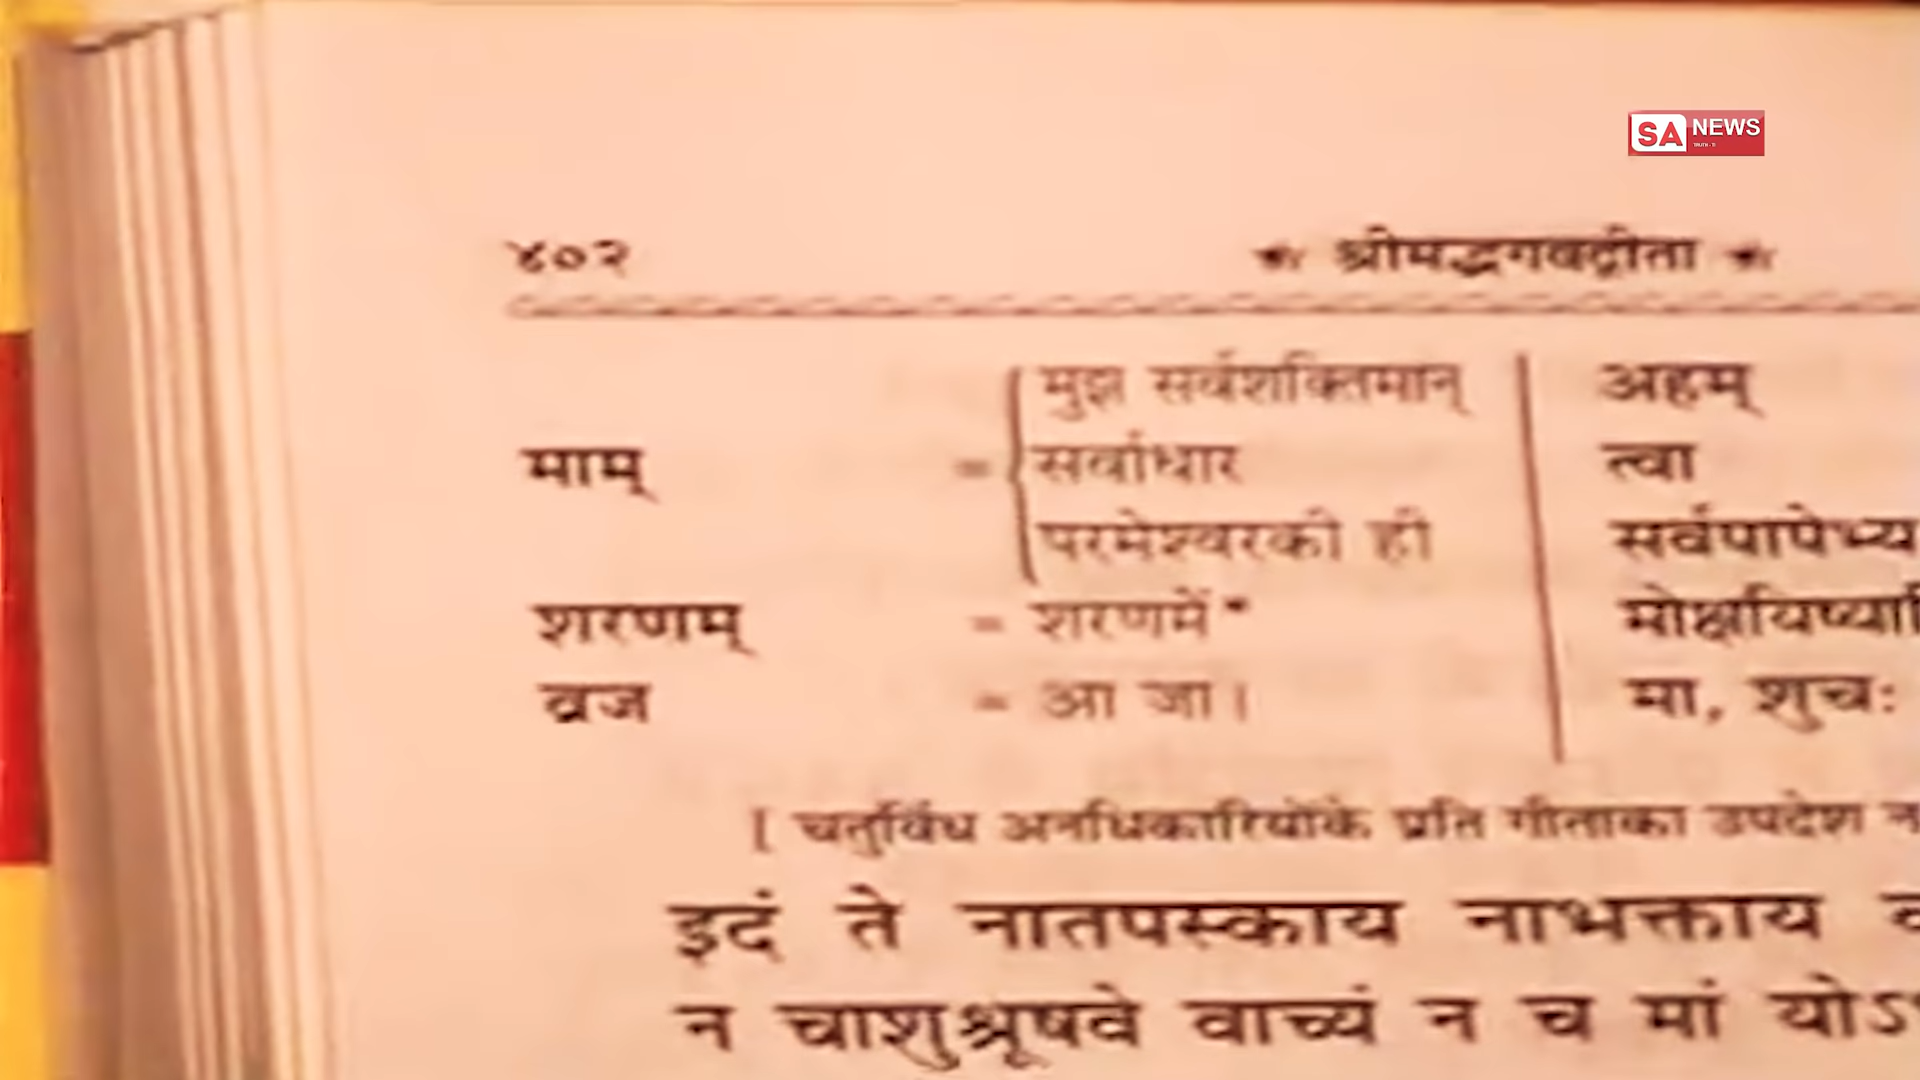 SA NEWS
४०२ * श्रीमद्भगवद्गीता *
मुझ सर्वशक्तिमान् अहम्
माम् = सर्वाधार त्वा
परमेश्वरकी ही सर्वपापेभ्य
शरणम् = शरणमें* मोक्षयिष्यामि
व्रज = आ जा। मा, शुचः
[ चतुर्विध अनधिकारियोंके प्रति गीताका उपदेश न
इदं ते नातपस्काय नाभक्ताय
न चाशुश्रूषवे वाच्यं न च मां योऽ